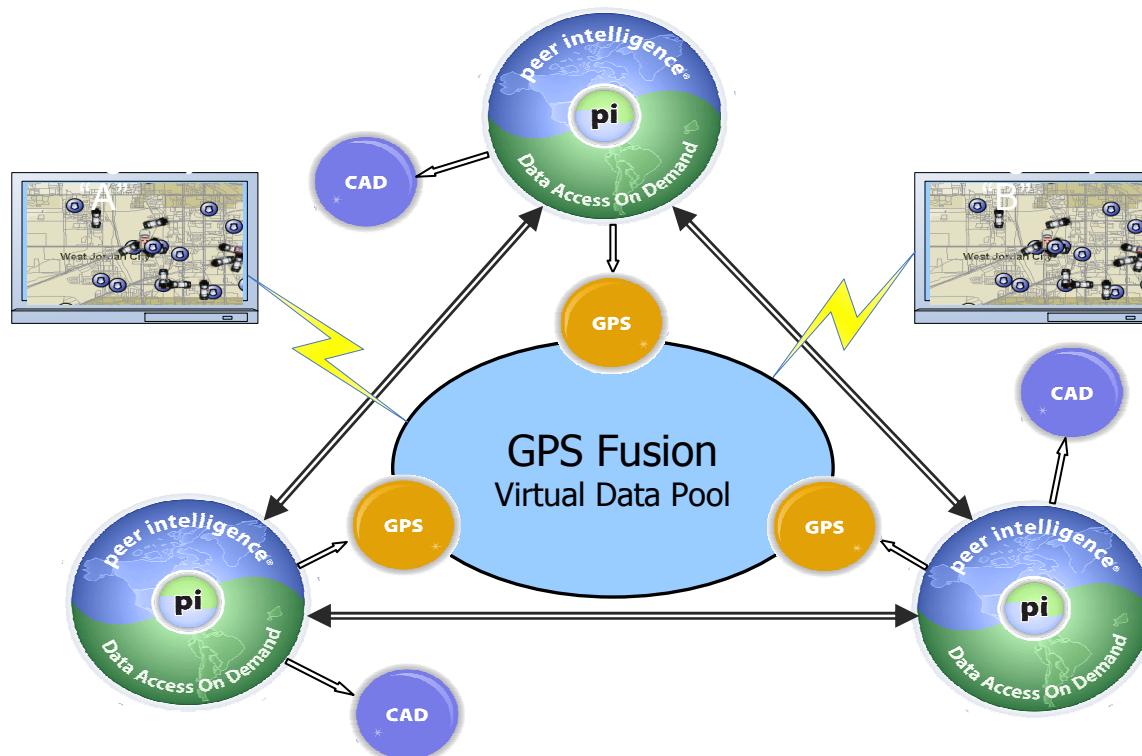 peer intelligence®
pi
Data Access On Demand
CAD
“A”
West Jordan City
“B”
West Jordan City
GPS
CAD
GPS Fusion
Virtual Data Pool
GPS
GPS
peer intelligence®
pi
Data Access On Demand
peer intelligence®
pi
Data Access On Demand
CAD